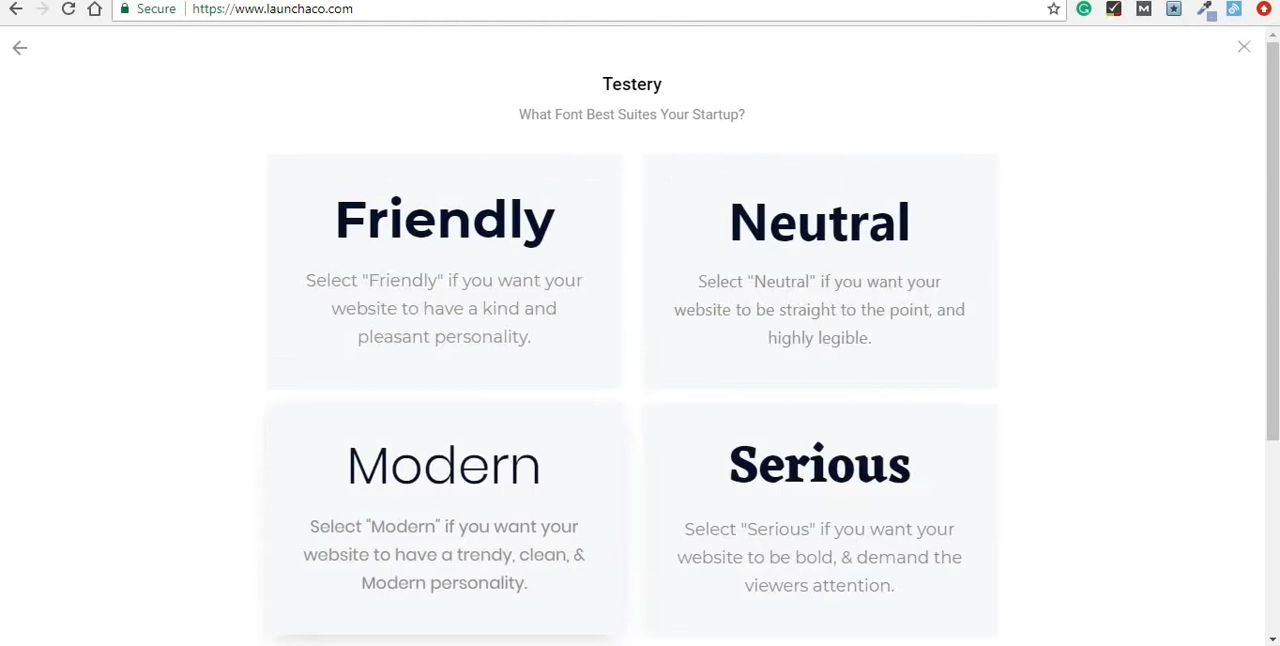 Secure https://www.launchaco.com
Testery
What Font Best Suites Your Startup?
Friendly
Select "Friendly" if you want your
website to have a kind and
pleasant personality.
Neutral
Select "Neutral" if you want your
website to be straight to the point, and
highly legible.
Modern
Select "Modern" if you want your
website to have a trendy, clean, &
Modern personality.
Serious
Select "Serious" if you want your
website to be bold, & demand the
viewers attention.